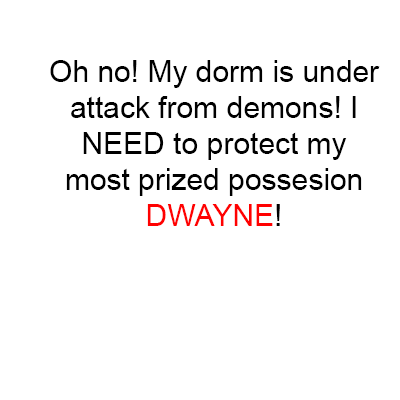 Oh no! My dorm is under
attack from demons! I
NEED to protect my
most prized possesion
DWAYNE!